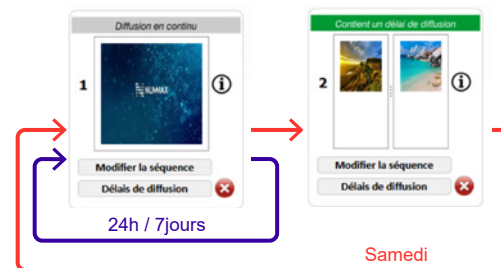 Diffusion en continu
1
NUMMAX
Modifier la séquence
Délais de diffusion
24h / 7jours
Contient un délai de diffusion
2
Modifier la séquence
Délais de diffusion
Samedi